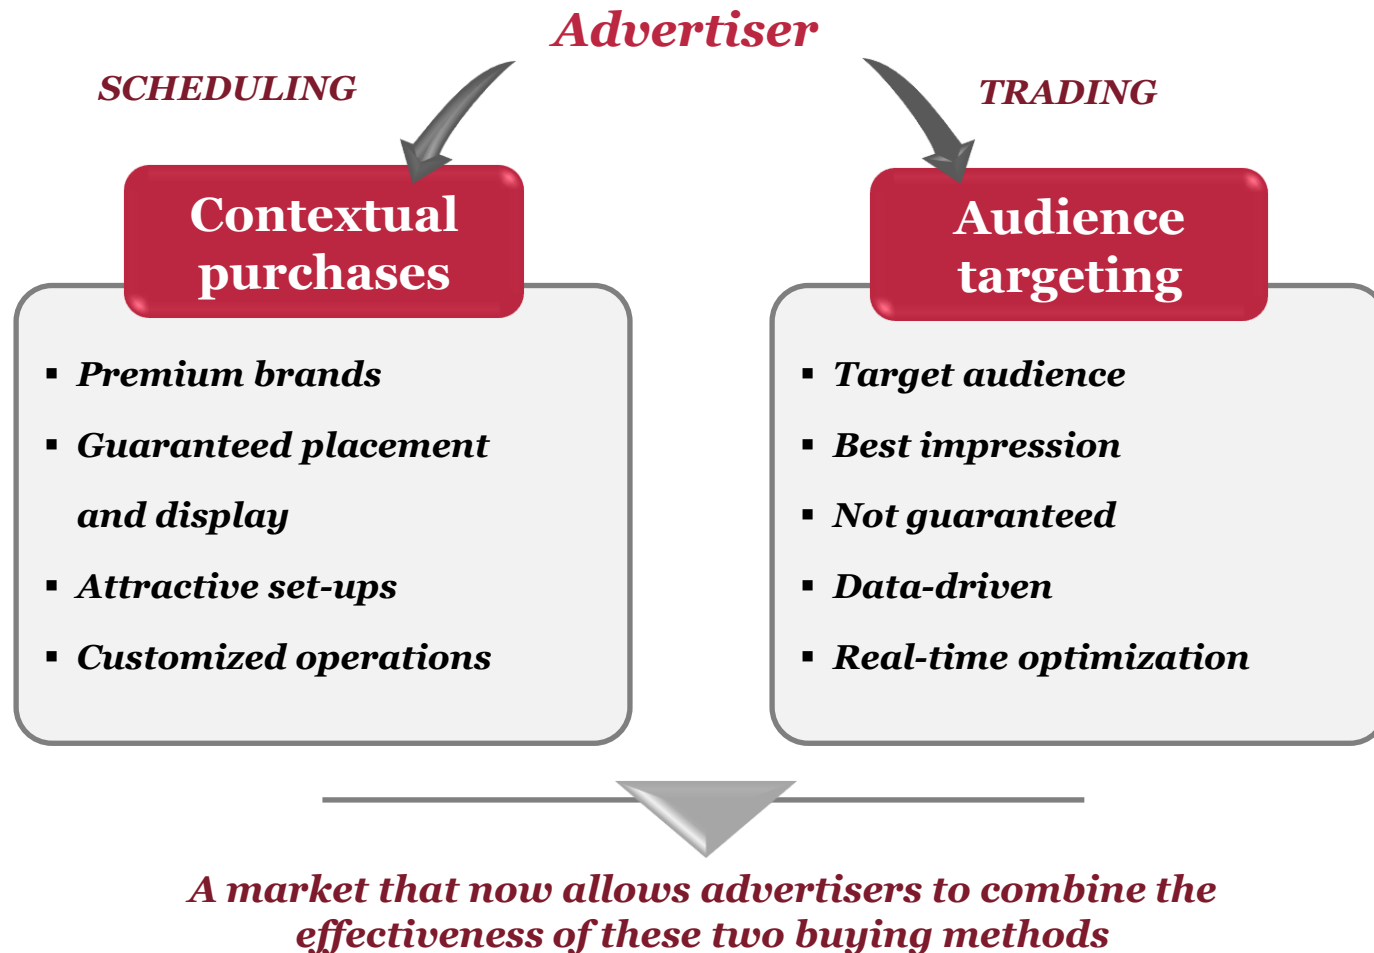 Advertiser
SCHEDULING
TRADING
Contextual
purchases
▪ Premium brands
▪ Guaranteed placement
and display
▪ Attractive set-ups
▪ Customized operations
Audience
targeting
▪ Target audience
▪ Best impression
▪ Not guaranteed
▪ Data-driven
▪ Real-time optimization
A market that now allows advertisers to combine the
effectiveness of these two buying methods